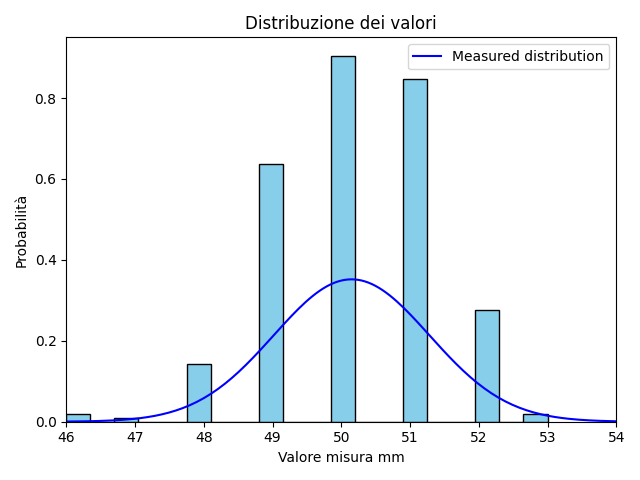 Distribuzione dei valori
Measured distribution
Probabilità
0.8
0.6
0.4
0.2
0.0
46 47 48 49 50 51 52 53 54
Valore misura mm